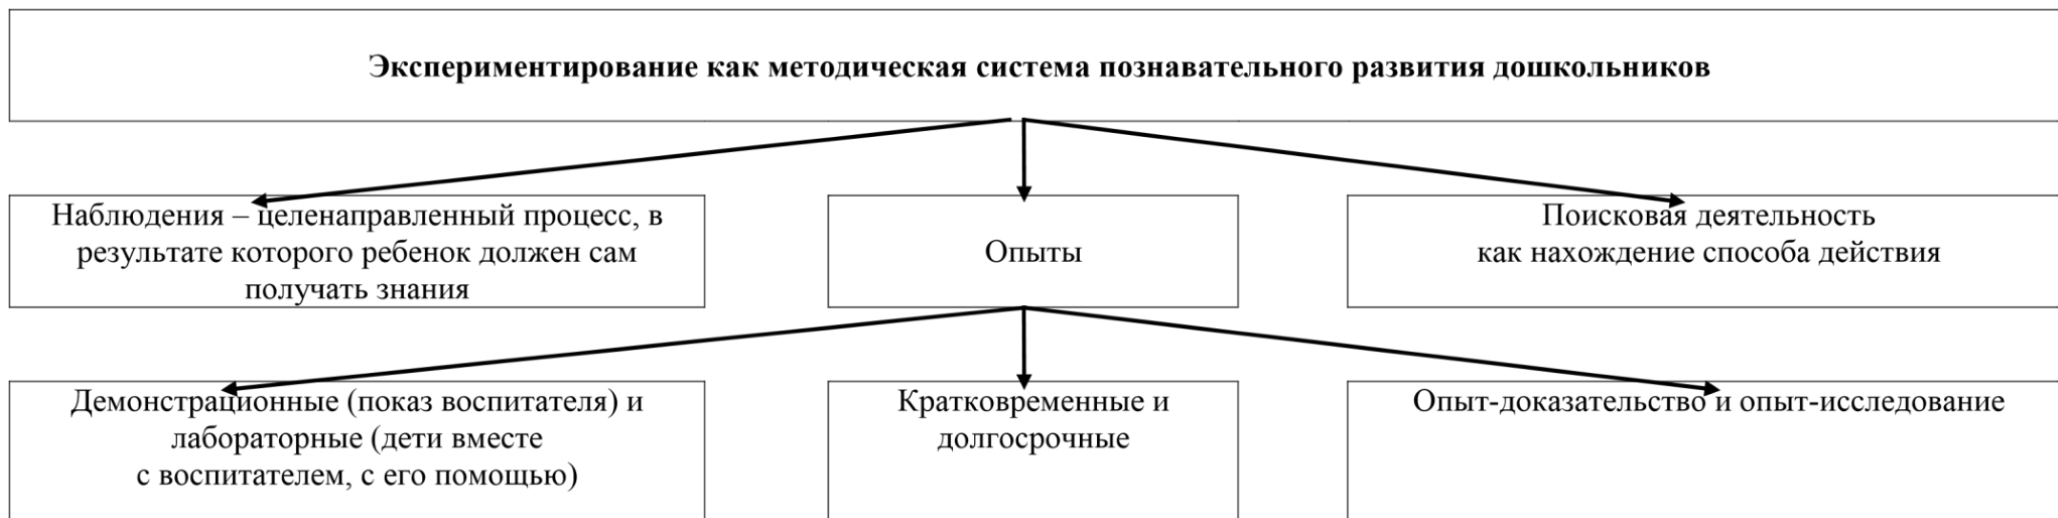 Экспериментирование как методическая система познавательного развития дошкольников
Наблюдения – целенаправленный процесс, в
результате которого ребенок должен сам
получать знания
Опыты
Поисковая деятельность
как нахождение способа действия
Демонстрационные (показ воспитателя) и
лабораторные (дети вместе
с воспитателем, с его помощью)
Кратковременные и
долгосрочные
Опыт-доказательство и опыт-исследование